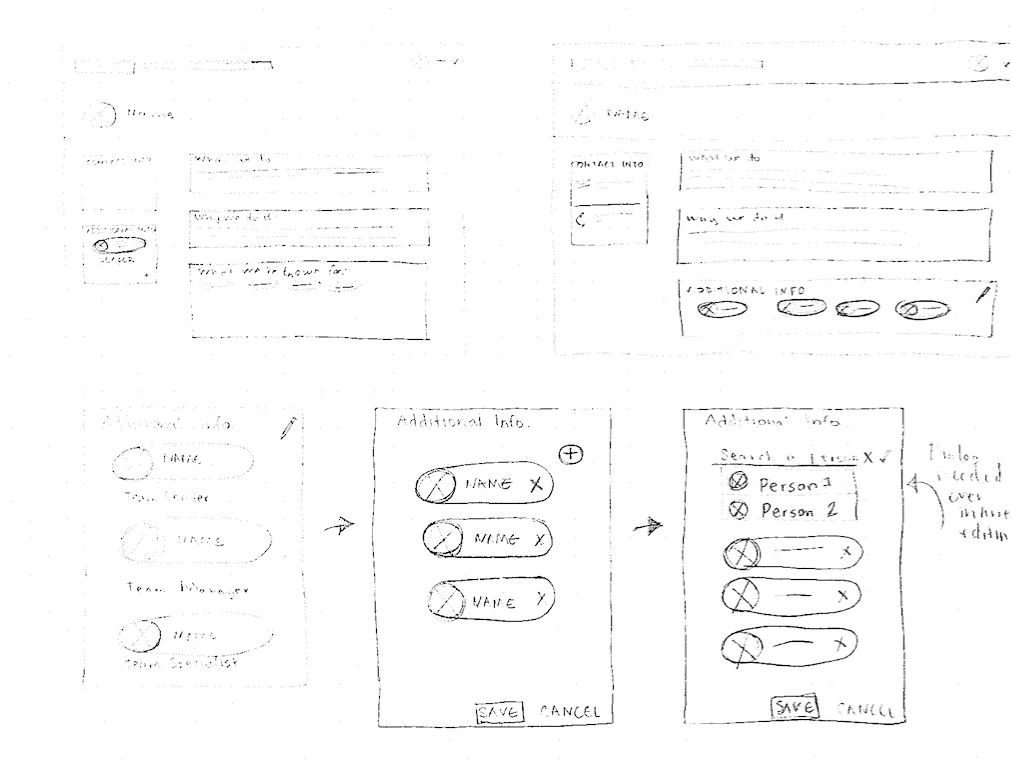 Name
What we do
Why we do it
What we're known for:
LEADER
NAME
CONTACT INFO
What we do
Why we do it
ADDITIONAL INFO
Additional Info.
NAME
Team Leader
NAME
Team Manager
NAME
Team Specialist
Additional Info.
NAME X
NAME X
NAME X
SAVE CANCEL
Additional Info.
Search a person X
Person 1
Person 2
X
X
X
SAVE CANCEL
Dialog
needed
over
inline